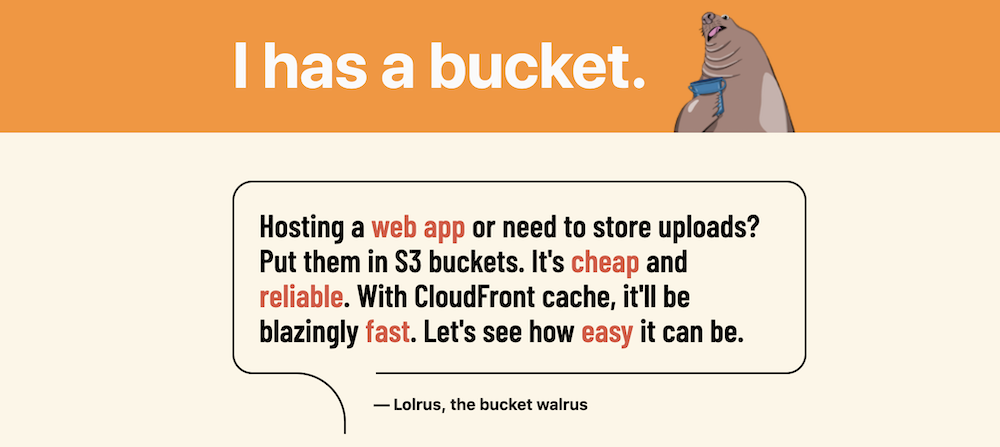 I has a bucket.
Hosting a web app or need to store uploads?
Put them in S3 buckets. It's cheap and
reliable. With CloudFront cache, it'll be
blazingly fast. Let's see how easy it can be.
— Lolrus, the bucket walrus